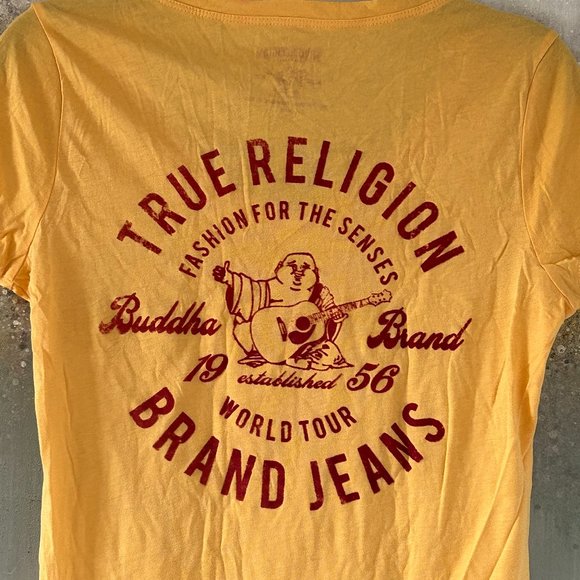 TRUE RELIGION
FASHION FOR THE SENSES
Buddha Brand
19 established 56
WORLD TOUR
BRAND JEANS